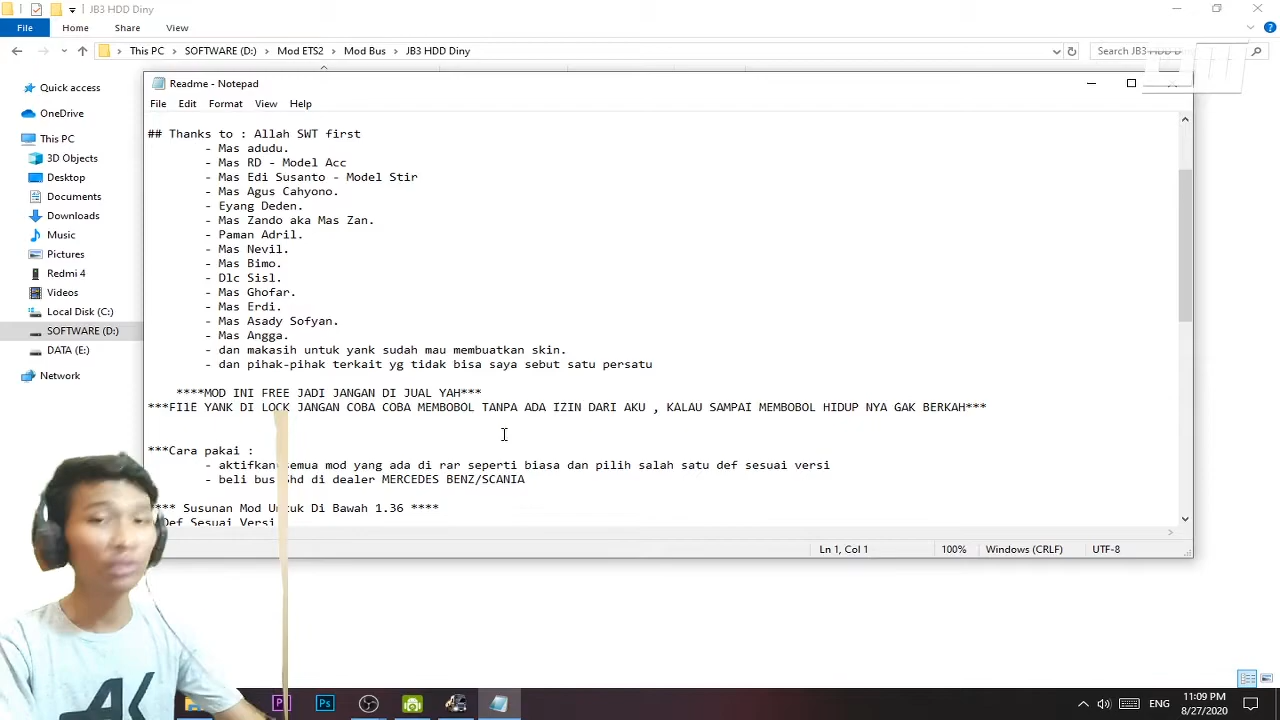 JB3 HDD Diny
File Home Share View
This PC > SOFTWARE (D:) > Mod ETS2 > Mod Bus > JB3 HDD Diny
Search JB3 HDD
Quick access
OneDrive
This PC
3D Objects
Desktop
Documents
Downloads
Music
Pictures
Redmi 4
Videos
Local Disk (C:)
SOFTWARE (D:)
DATA (E:)
Network
Readme - Notepad
File Edit Format View Help
## Thanks to : Allah SWT first
- Mas adudu.
- Mas RD - Model Acc
- Mas Edi Susanto - Model Stir
- Mas Agus Cahyono.
- Eyang Deden.
- Mas Zando aka Mas Zan.
- Paman Adril.
- Mas Nevil.
- Mas Bimo.
- Dlc Sisl.
- Mas Ghofar.
- Mas Erdi.
- Mas Asady Sofyan.
- Mas Angga.
- dan makasih untuk yank sudah mau membuatkan skin.
- dan pihak-pihak terkait yg tidak bisa saya sebut satu persatu
****MOD INI FREE JADI JANGAN DI JUAL YAH***
***FIlE YANK DI LOCK JANGAN COBA COBA MEMBOBOL TANPA ADA IZIN DARI AKU , KALAU SAMPAI MEMBOBOL HIDUP NYA GAK BERKAH***
***Cara pakai :
- aktifkan semua mod yang ada di rar seperti biasa dan pilih salah satu def sesuai versi
- beli bus Shd di dealer MERCEDES BENZ/SCANIA
*** Susunan Mod Untuk Di Bawah 1.36 ****
Def Sesuai Versi
Ln 1, Col 1 100% Windows (CRLF) UTF-8
ENG
11:09 PM
8/27/2020